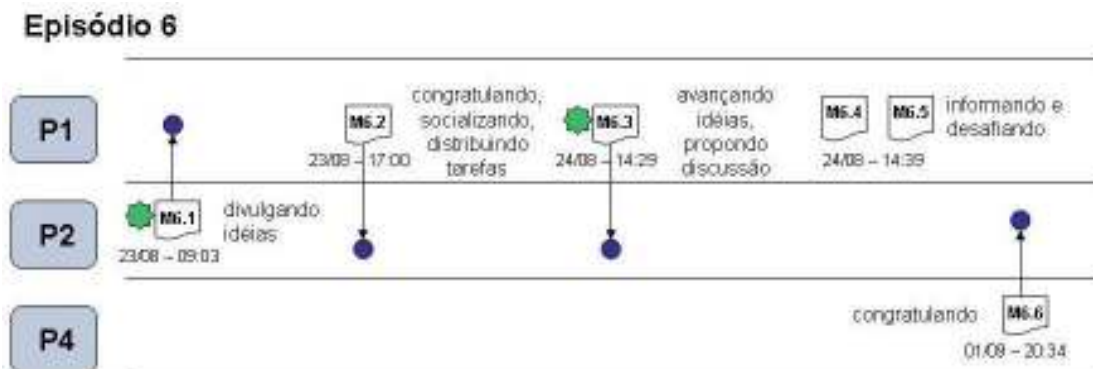 Episódio 6
P1
M6.2
23/08 – 17:00
congratulando,
socializando,
distribuindo
tarefas
M6.3
24/08 – 14:29
avançando
idéias,
propondo
discussão
M6.4
M6.5
24/08 – 14:39
informando e
desafiando
P2
M6.1
23/08 – 09:03
divulgando
idéias
P4
congratulando
M6.6
01/09 – 20:34